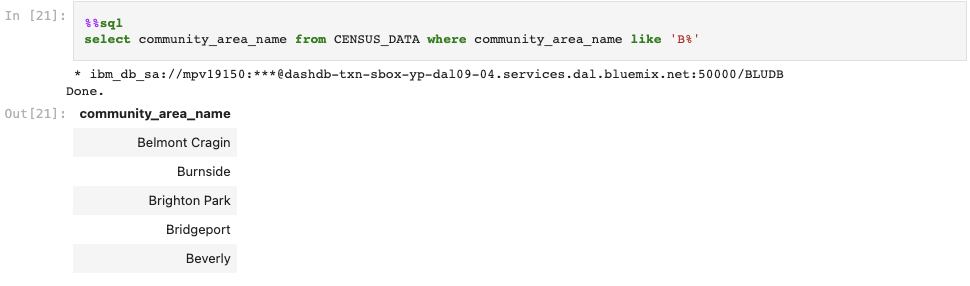 In [21]:
%%sql
select community_area_name from CENSUS_DATA where community_area_name like 'B%'
* ibm_db_sa://mpv19150:***@dashdb-txn-sbox-yp-dal09-04.services.dal.bluemix.net:50000/BLUDB
Done.
Out[21]:
community_area_name
Belmont Cragin
Burnside
Brighton Park
Bridgeport
Beverly